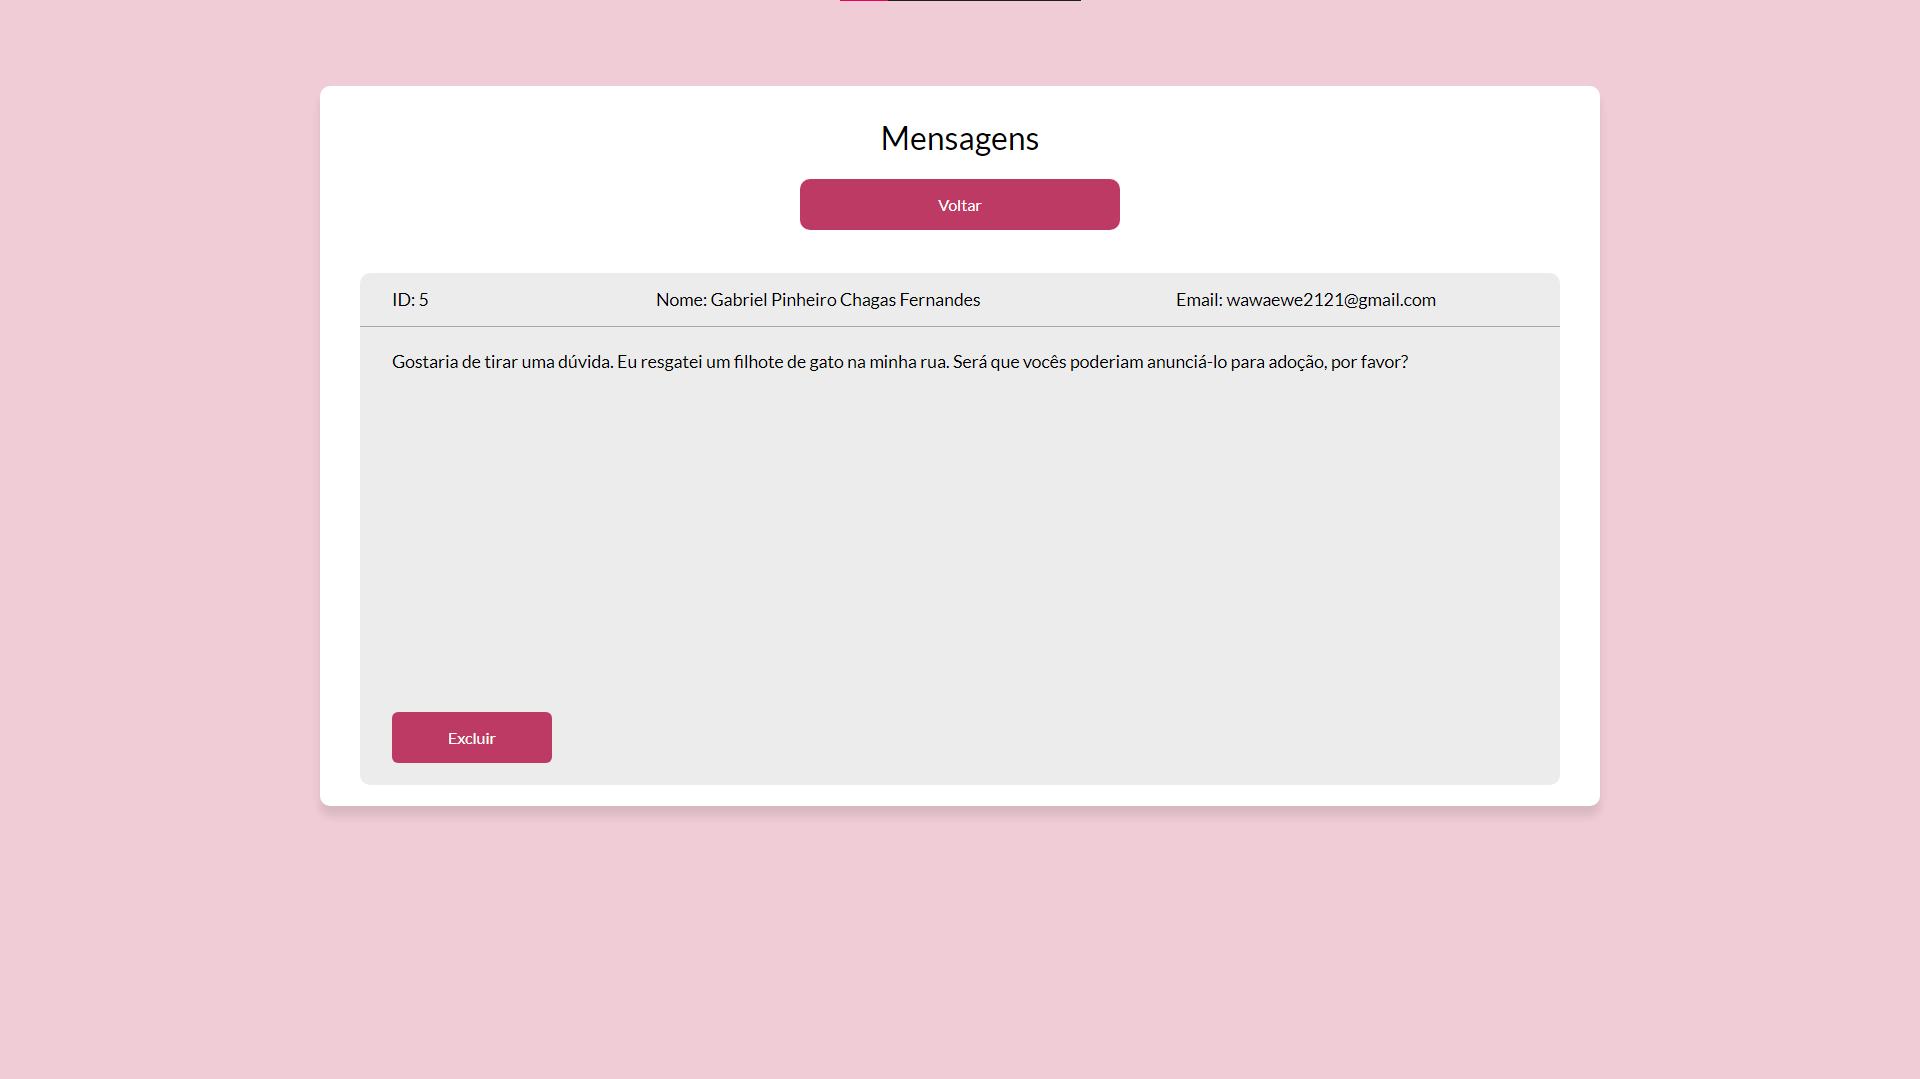 Mensagens
Voltar
ID: 5 Nome: Gabriel Pinheiro Chagas Fernandes Email: wawaewe2121@gmail.com
Gostaria de tirar uma dúvida. Eu resgatei um filhote de gato na minha rua. Será que vocês poderiam anunciá-lo para adoção, por favor?
Excluir